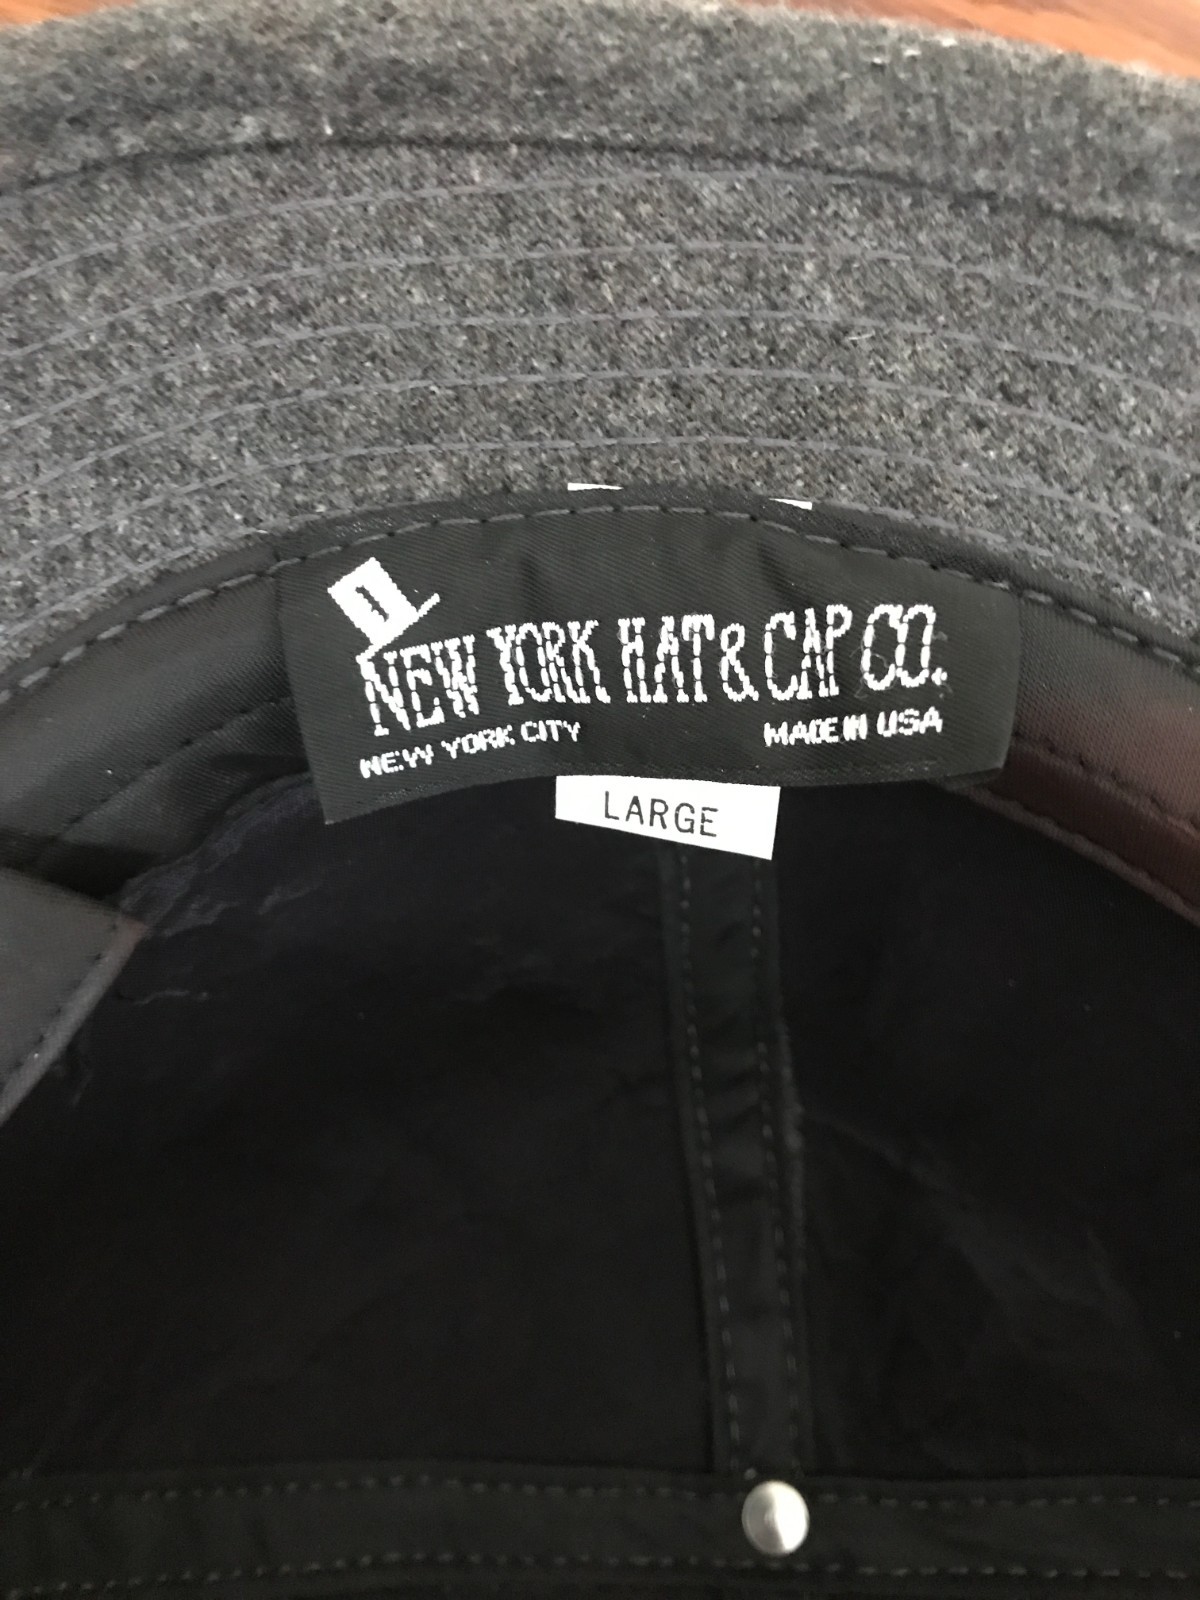 NEW YORK HAT & CAP CO.
NEW YORK CITY MADE IN USA
LARGE